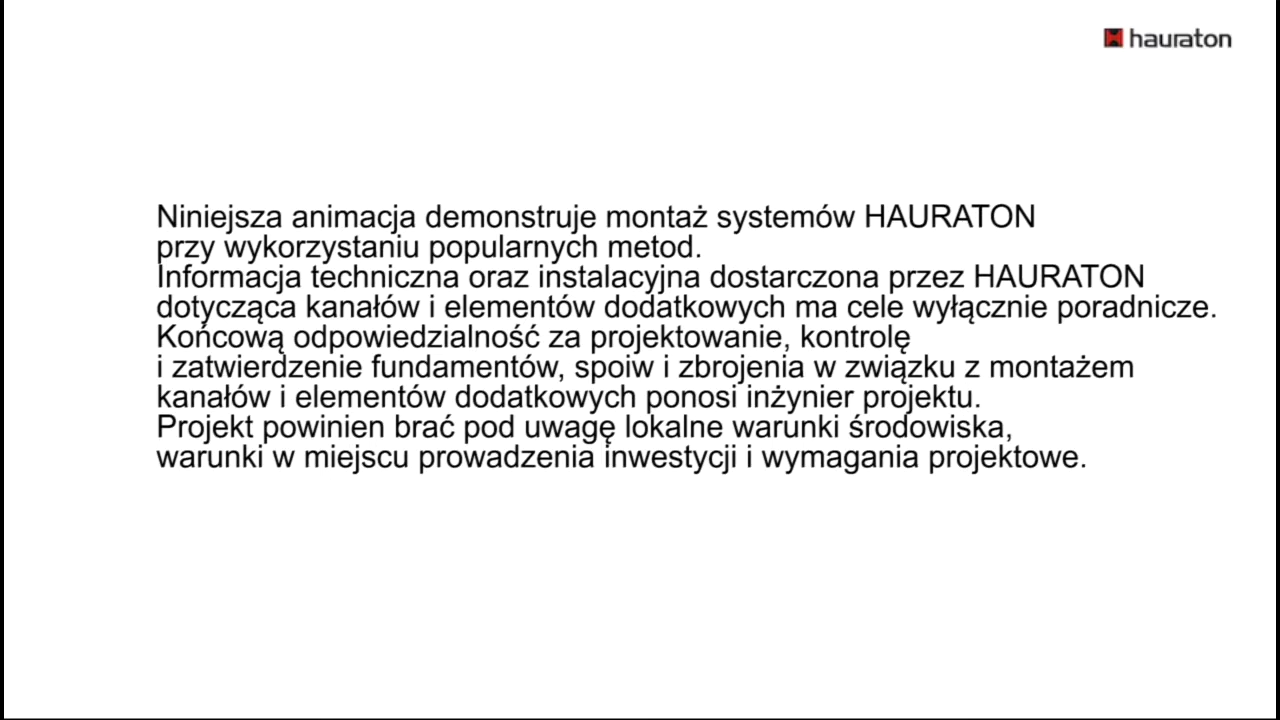 hauraton
Niniejsza animacja demonstruje montaż systemów HAURATON
przy wykorzystaniu popularnych metod.
Informacja techniczna oraz instalacyjna dostarczona przez HAURATON
dotycząca kanałów i elementów dodatkowych ma cele wyłącznie poradnicze.
Końcową odpowiedzialność za projektowanie, kontrolę
i zatwierdzenie fundamentów, spoiw i zbrojenia w związku z montażem
kanałów i elementów dodatkowych ponosi inżynier projektu.
Projekt powinien brać pod uwagę lokalne warunki środowiska,
warunki w miejscu prowadzenia inwestycji i wymagania projektowe.